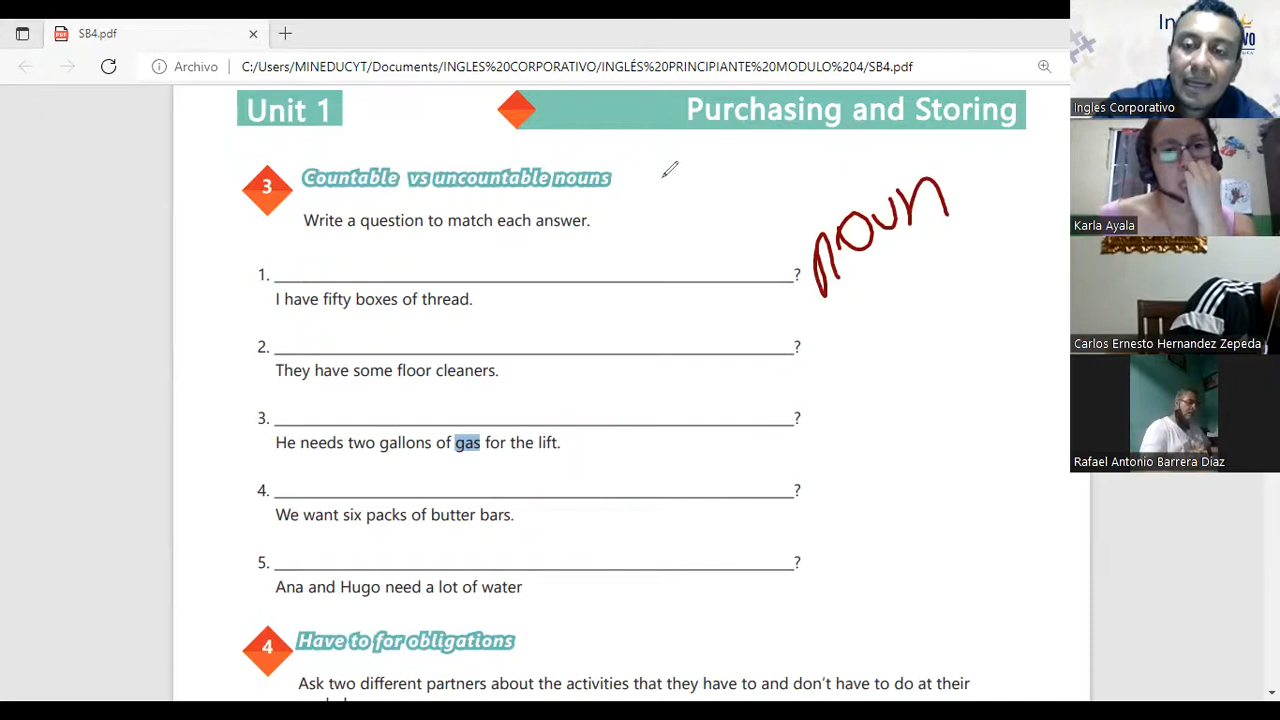 SB4.pdf
Archivo
C:/Users/MINEDUCYT/Documents/INGLES%20CORPORATIVO/INGLÉS%20PRINCIPIANTE%20MODULO%204/SB4.pdf
Unit 1
Purchasing and Storing
3
Countable vs uncountable nouns
Write a question to match each answer.
noun
1. ?
I have fifty boxes of thread.
2. ?
They have some floor cleaners.
3. ?
He needs two gallons of gas for the lift.
4. ?
We want six packs of butter bars.
5. ?
Ana and Hugo need a lot of water
4
Have to for obligations
Ask two different partners about the activities that they have to and don't have to do at their
Ingles Corporativo
Karla Ayala
Carlos Ernesto Hernandez Zepeda
Rafael Antonio Barrera Diaz